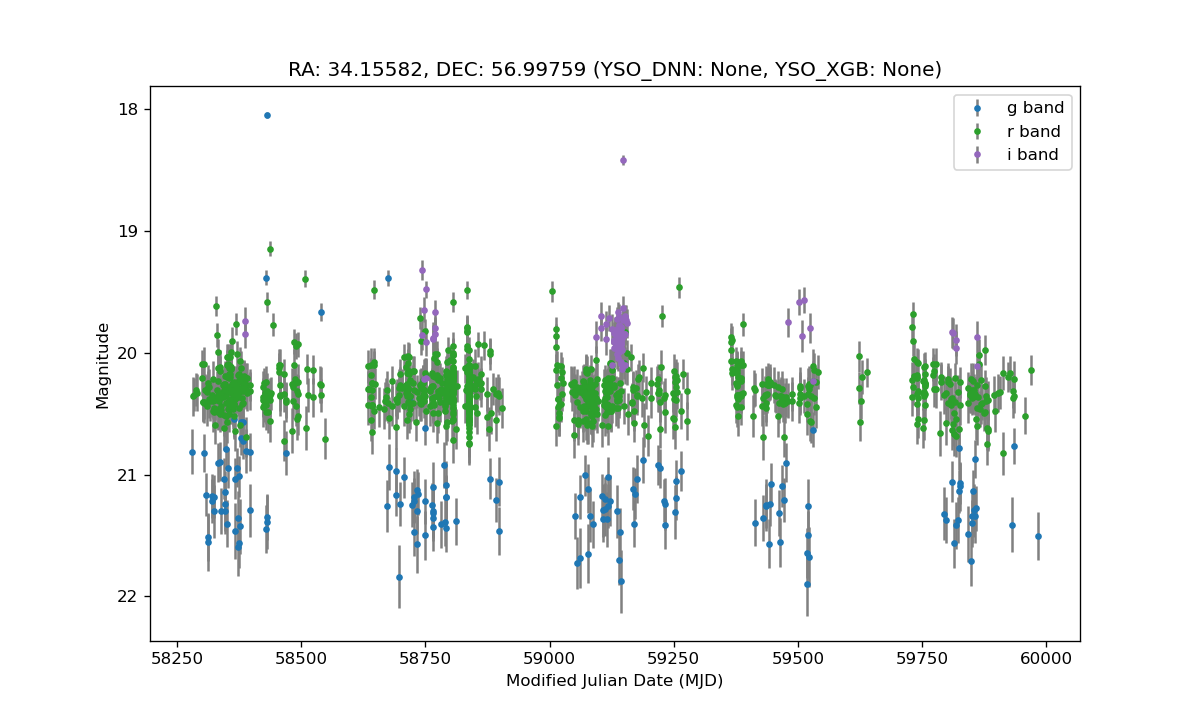 RA: 34.15582, DEC: 56.99759 (YSO_DNN: None, YSO_XGB: None)
g band
r band
i band
18
19
20
21
22
Magnitude
58250 58500 58750 59000 59250 59500 59750 60000
Modified Julian Date (MJD)